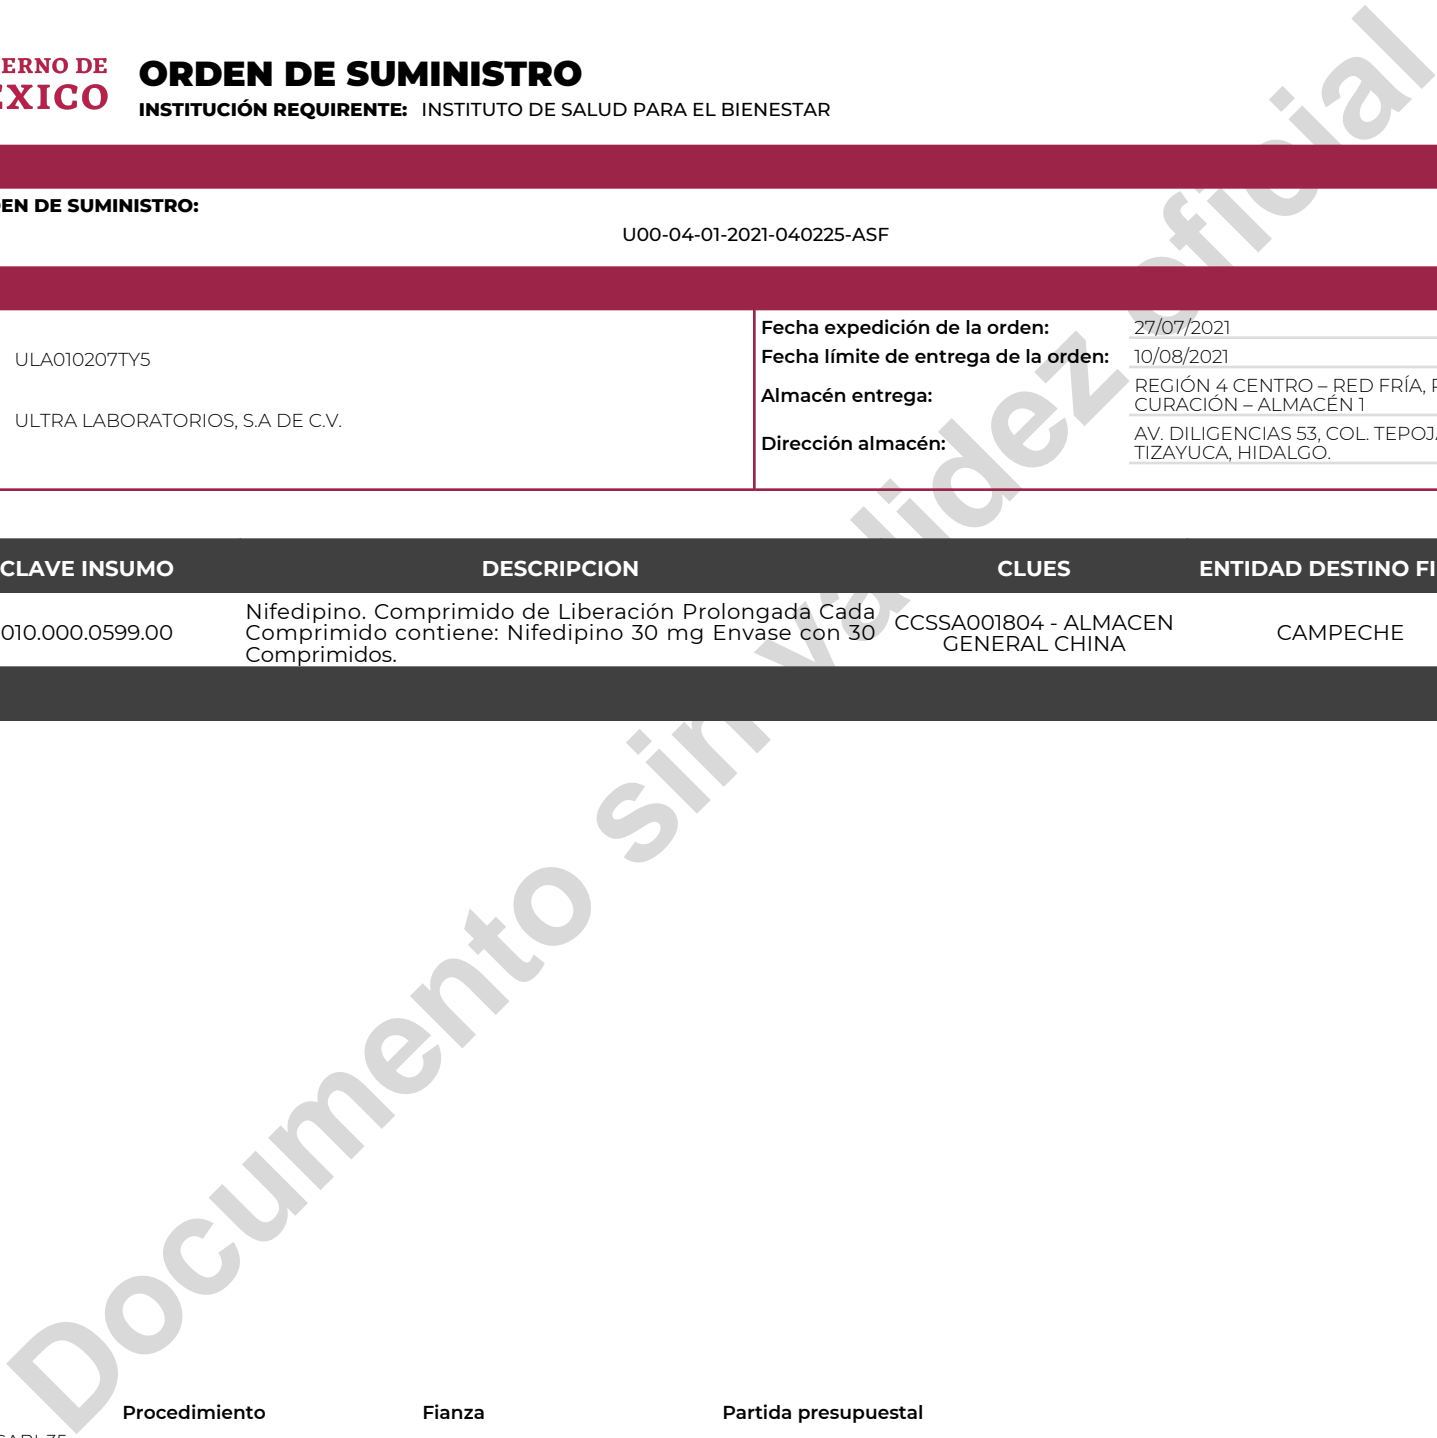 ERNO DE
ORDEN DE SUMINISTRO
EXICO
INSTITUCIÓN REQUIRENTE: INSTITUTO DE SALUD PARA EL BIENESTAR
EN DE SUMINISTRO:
U00-04-01-2021-040225-ASF
Fecha expedición de la orden: 27/07/2021
ULA010207TY5
Fecha límite de entrega de la orden: 10/08/2021
Almacén entrega:
REGIÓN 4 CENTRO – RED FRÍA,
CURACIÓN – ALMACÉN 1
ULTRA LABORATORIOS, S.A DE C.V.
Dirección almacén:
AV. DILIGENCIAS 53, COL. TEPOJ
TIZAYUCA, HIDALGO.
CLAVE INSUMO DESCRIPCION CLUES ENTIDAD DESTINO FI
010.000.0599.00
Nifedipino. Comprimido de Liberación Prolongada Cada
Comprimido contiene: Nifedipino 30 mg Envase con 30
Comprimidos.
CCSSA001804 - ALMACEN
GENERAL CHINA
CAMPECHE
Documento sin validez oficial
Procedimiento Fianza Partida presupuestal